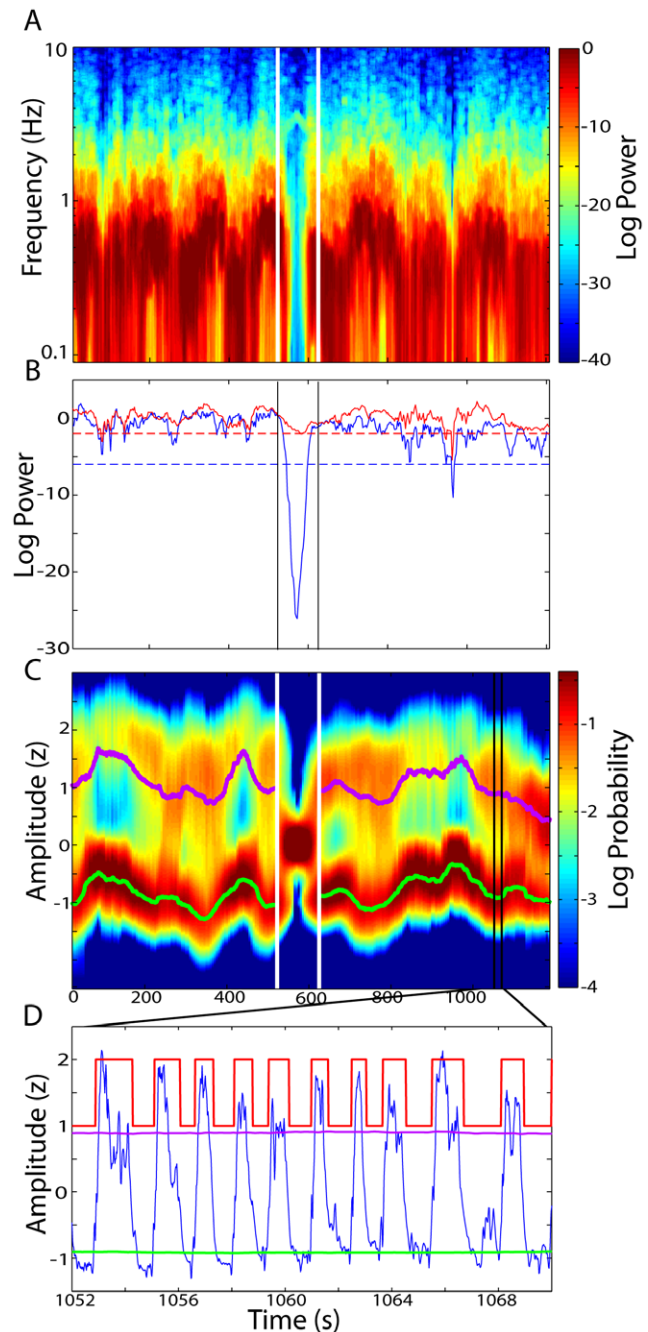 A
10
1
0.1
Frequency (Hz)
0
-10
-20
-30
-40
Log Power
B
0
-10
-20
-30
Log Power
C
2
1
0
-1
Amplitude (z)
-1
-2
-3
-4
Log Probability
0 200 400 600 800 1000
D
2
1
0
-1
Amplitude (z)
1052 1056 1060 1064 1068
Time (s)